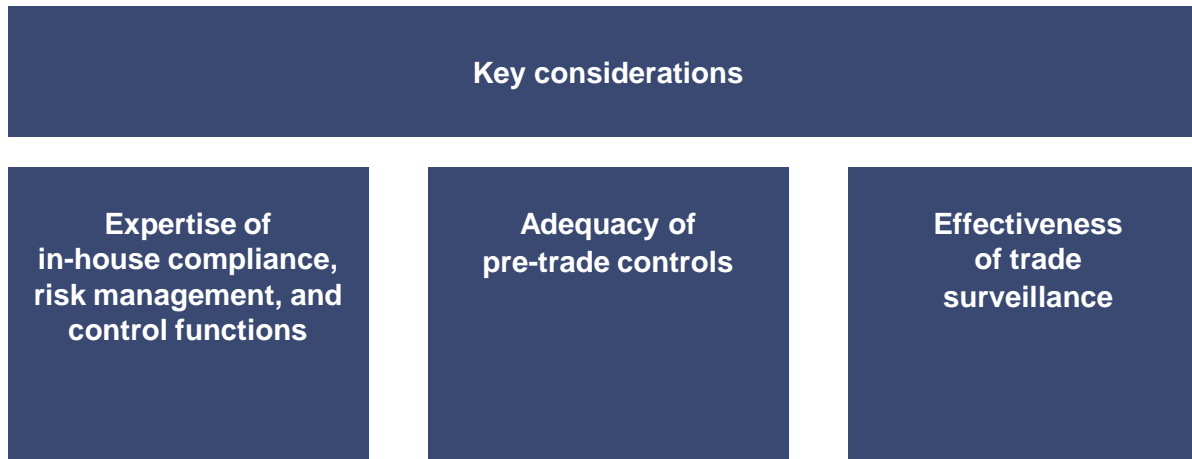 Key considerations
Expertise of
in-house compliance,
risk management, and
control functions
Adequacy of
pre-trade controls
Effectiveness
of trade
surveillance